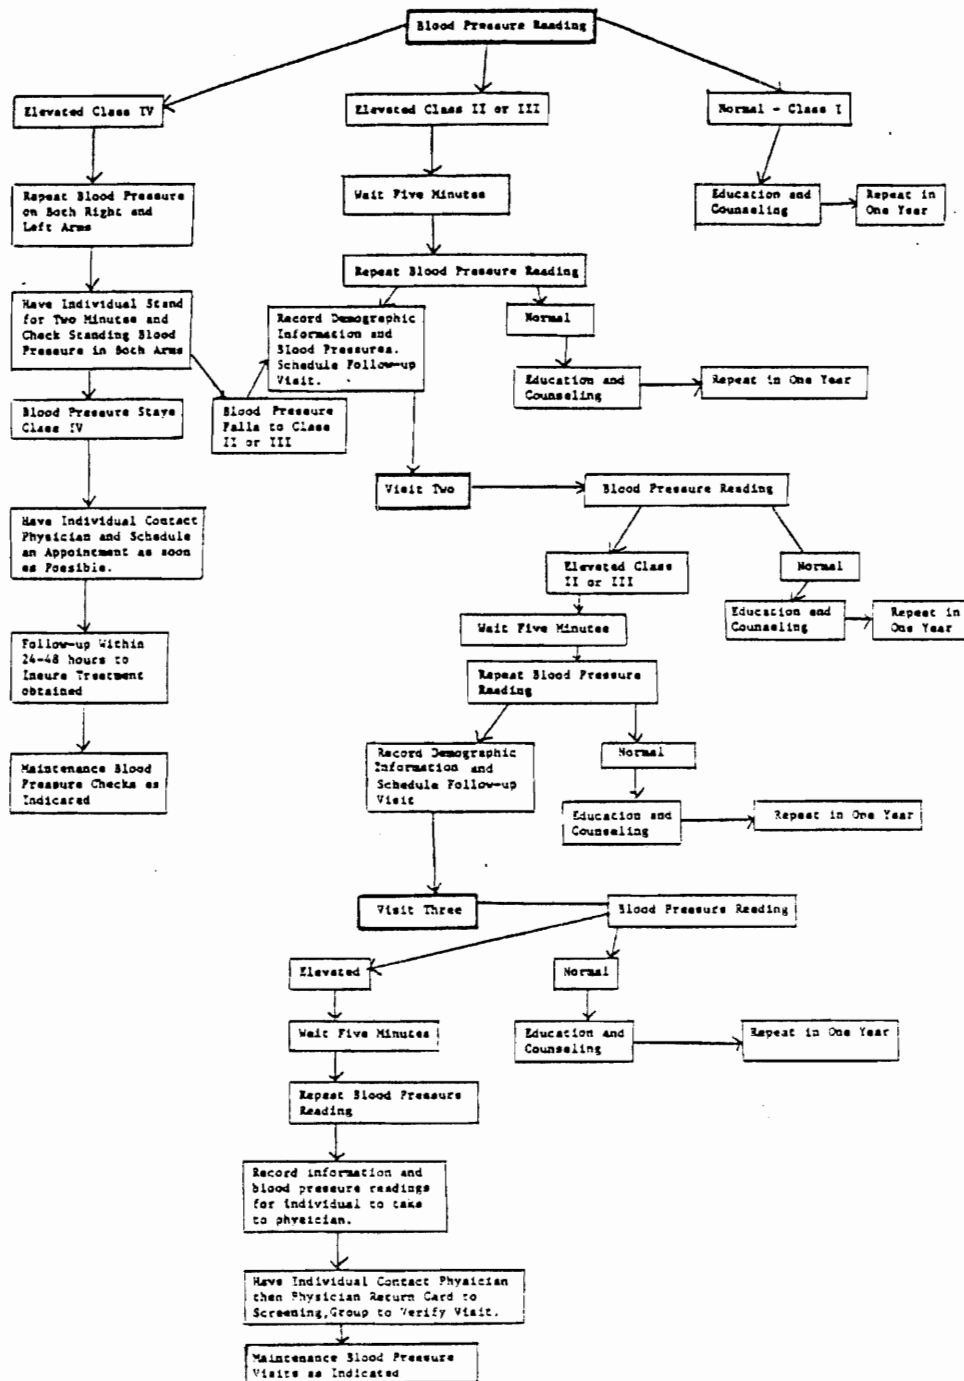 Blood Pressure Reading
Elevated Class IV
Elevated Class II or III
Normal - Class I
Repeat Blood Pressure
on Both Right and
Left Arms
Wait Five Minutes
Education and
Counseling
Repeat in
One Year
Repeat Blood Pressure Reading
Have Individual Stand
for Two Minutes and
Check Standing Blood
Pressure in Both Arms
Record Demographic
Information and
Blood Pressures.
Schedule Follow-up
Visit.
Normal
Education and
Counseling
Repeat in One Year
Blood Pressure Stays
Class IV
Blood Pressure
Falls to Class
II or III
Visit Two
Blood Pressure Reading
Have Individual Contact
Physician and Schedule
an Appointment as soon
as Possible.
Elevated Class
II or III
Normal
Wait Five Minutes
Education and
Counseling
Repeat in
One Year
Follow-up Within
24-48 hours to
Insure Treatment
obtained
Repeat Blood Pressure
Reading
Maintenance Blood
Pressure Checks as
Indicated
Record Demographic
Information and
Schedule Follow-up
Visit
Normal
Education and
Counseling
Repeat in One Year
Visit Three
Blood Pressure Reading
Elevated
Normal
Wait Five Minutes
Education and
Counseling
Repeat in One Year
Repeat Blood Pressure
Reading
Record information and
blood pressure readings
for individual to take
to physician.
Have Individual Contact Physician
then Physician Return Card to
Screening,Group to Verify Visit.
Maintenance Blood Pressure
Visits as Indicated